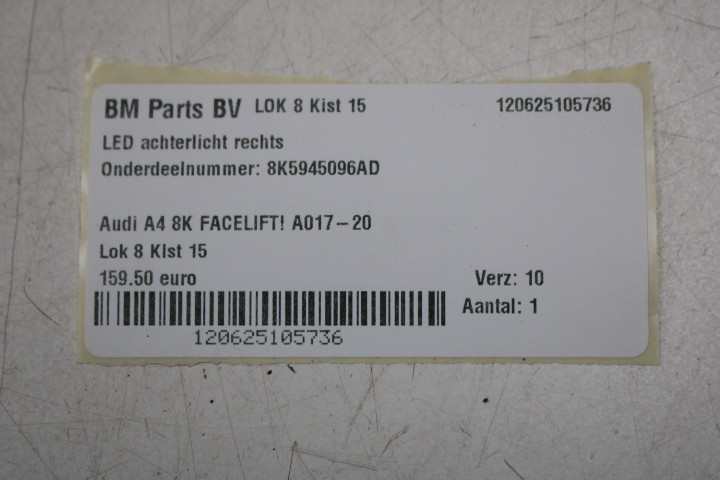 BM Parts BV LOK 8 Kist 15 120625105736
LED achterlicht rechts
Onderdeelnummer: 8K5945096AD
Audi A4 8K FACELIFT! A017-20
Lok 8 Kist 15
159.50 euro Verz: 10
Aantal: 1
120625105736